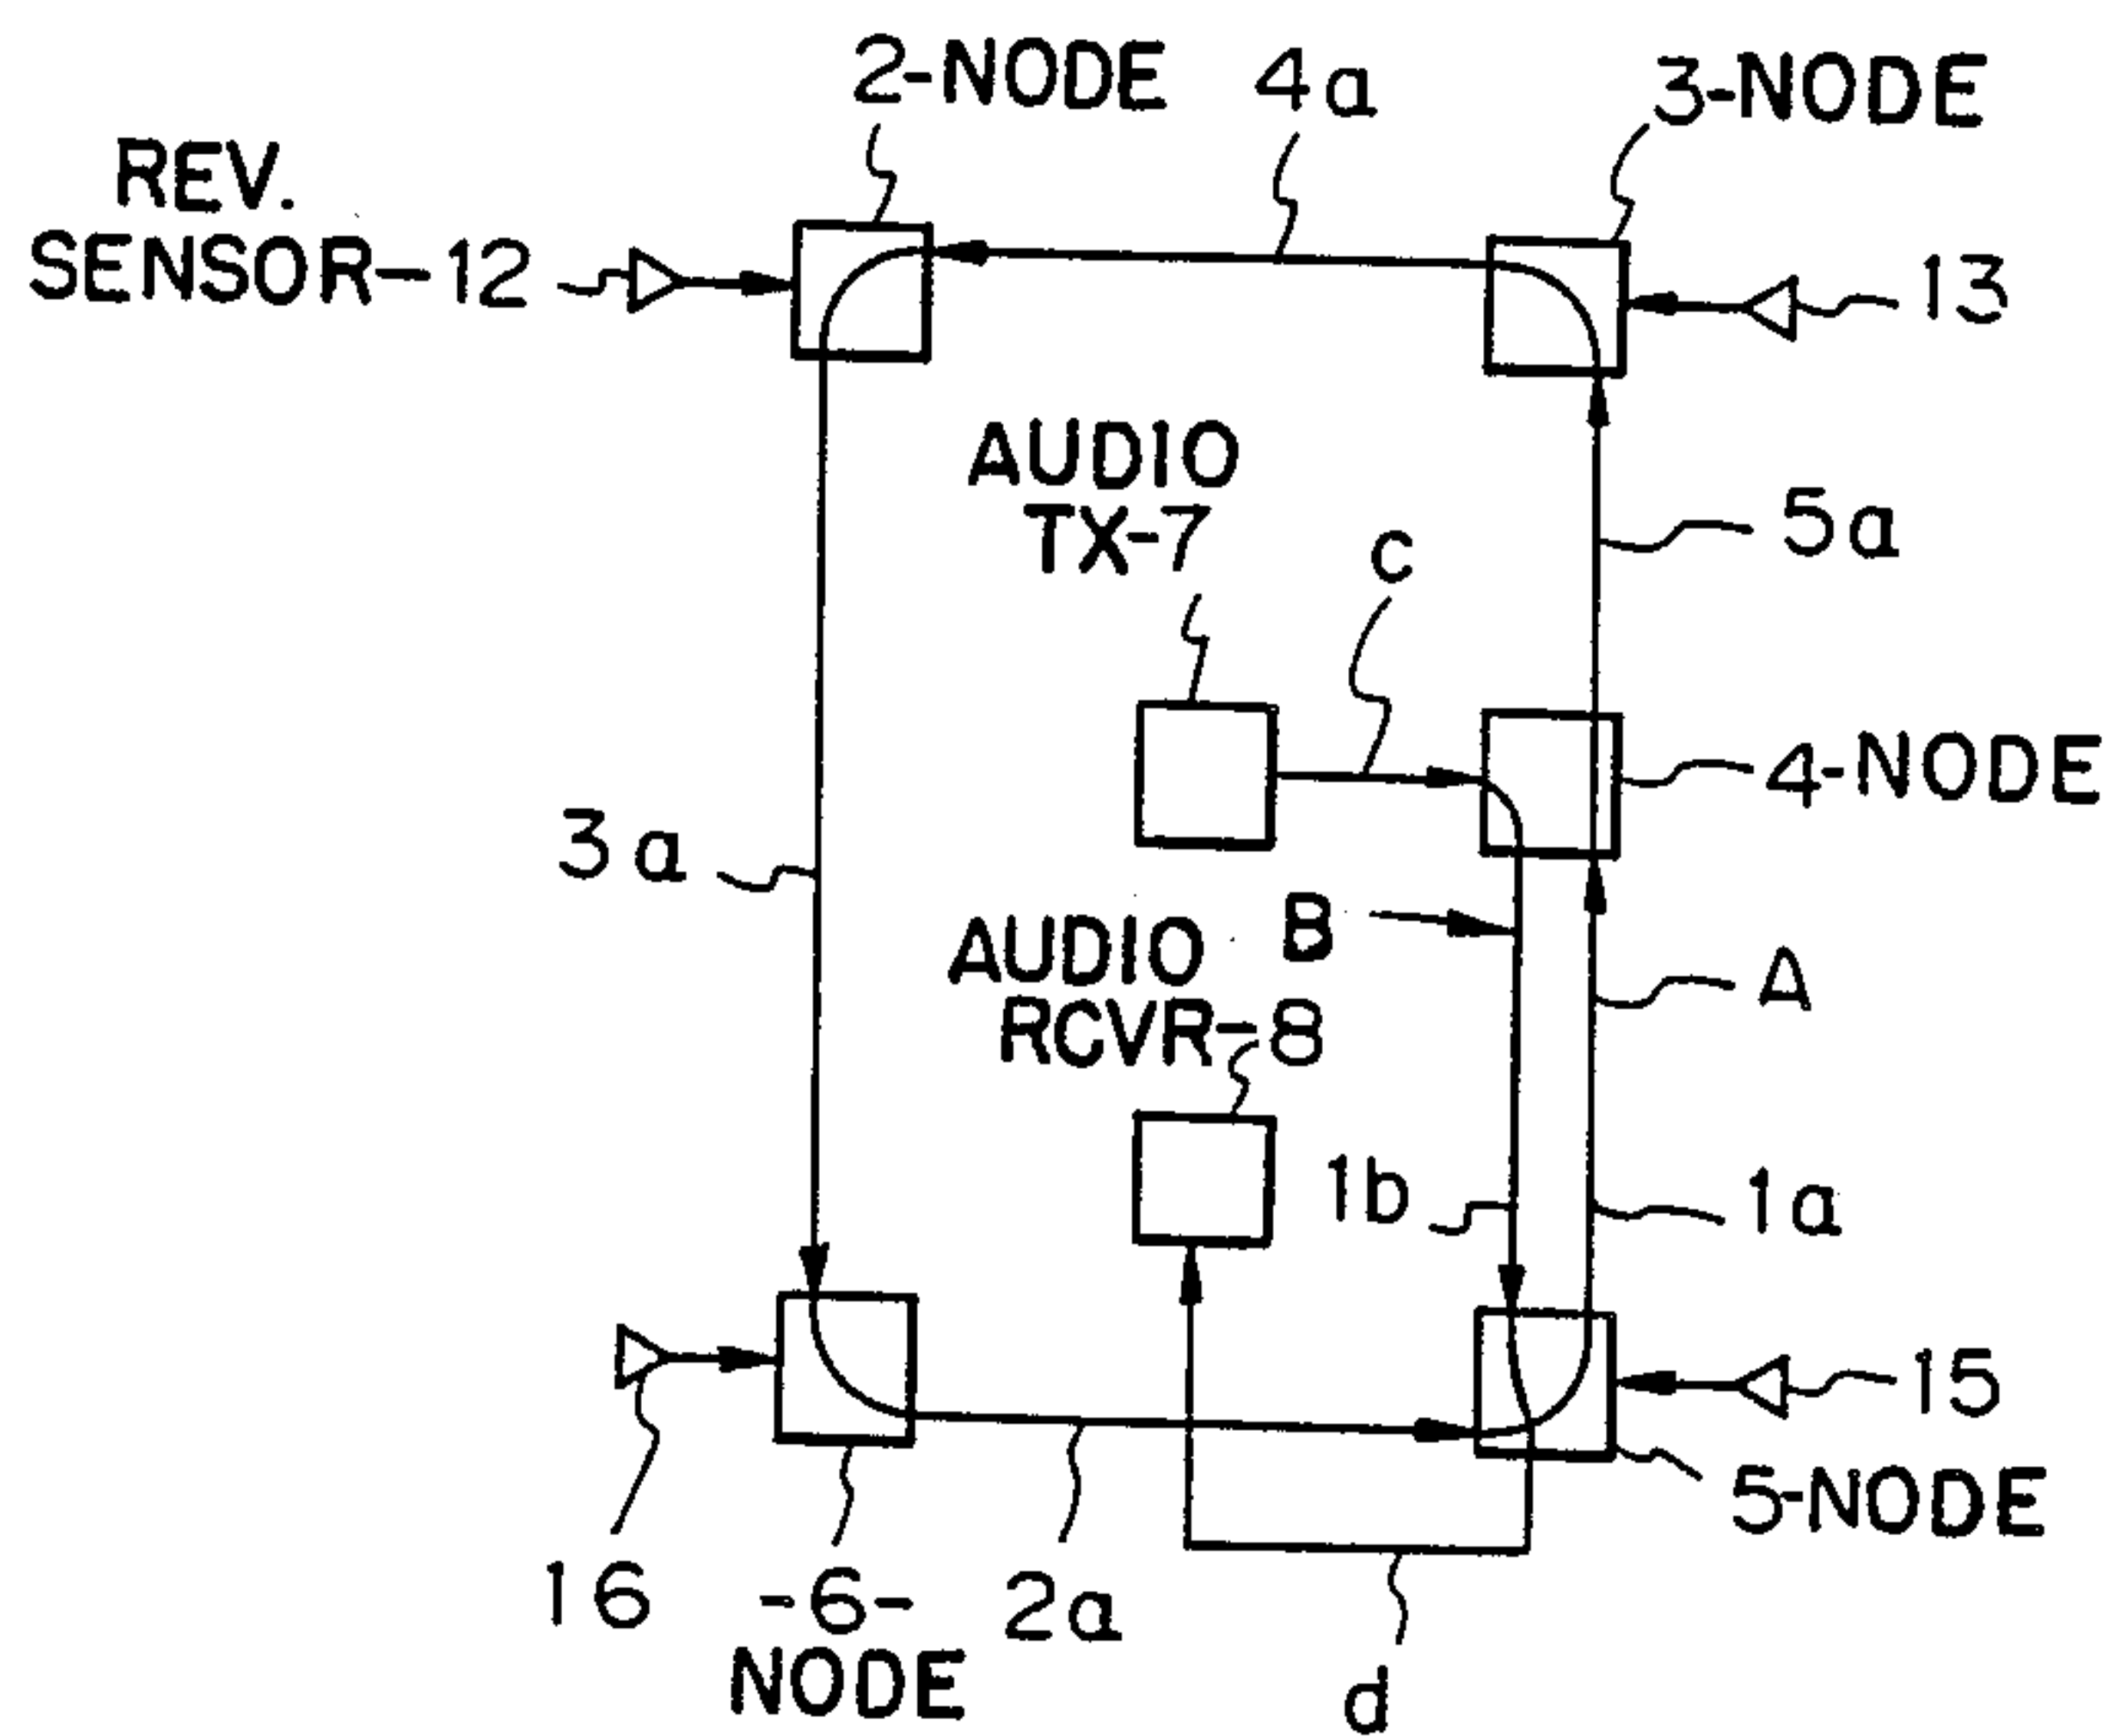 2-NODE
4a
3-NODE
REV.
SENSOR-12
13
AUDIO
TX-7
c
5a
4-NODE
3a
B
AUDIO
RCVR-8
A
1b
1a
15
5-NODE
16
-6-
NODE
2a
d